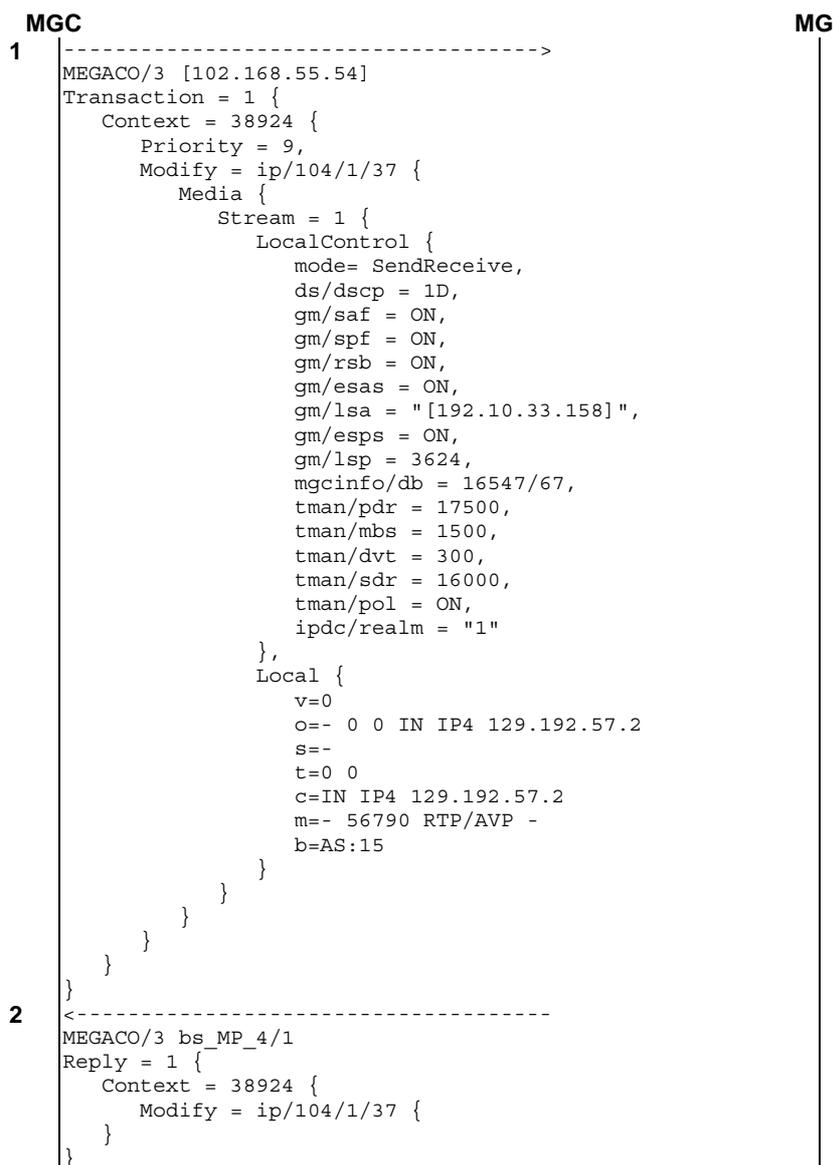 MGC MG
1 ------------------------------------->
MEGACO/3 [102.168.55.54]
Transaction = 1 {
   Context = 38924 {
      Priority = 9,
      Modify = ip/104/1/37 {
         Media {
            Stream = 1 {
               LocalControl {
                  mode= SendReceive,
                  ds/dscp = 1D,
                  gm/saf = ON,
                  gm/spf = ON,
                  gm/rsb = ON,
                  gm/esas = ON,
                  gm/lsa = "[192.10.33.158]",
                  gm/esps = ON,
                  gm/lsp = 3624,
                  mgcinfo/db = 16547/67,
                  tman/pdr = 17500,
                  tman/mbs = 1500,
                  tman/dvt = 300,
                  tman/sdr = 16000,
                  tman/pol = ON,
                  ipdc/realm = "1"
               },
               Local {
                  v=0
                  o=- 0 0 IN IP4 129.192.57.2
                  s=-
                  t=0 0
                  c=IN IP4 129.192.57.2
                  m=- 56790 RTP/AVP -
                  b=AS:15
               }
            }
         }
      }
   }
}
2 <-------------------------------------
MEGACO/3 bs_MP_4/1
Reply = 1 {
   Context = 38924 {
      Modify = ip/104/1/37 {
   }
}